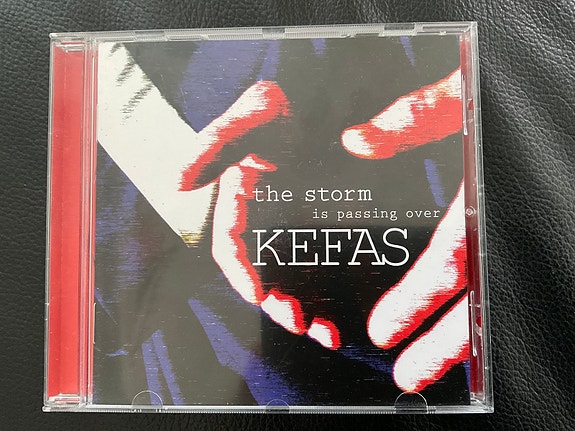 the storm
is passing over
KEFAS